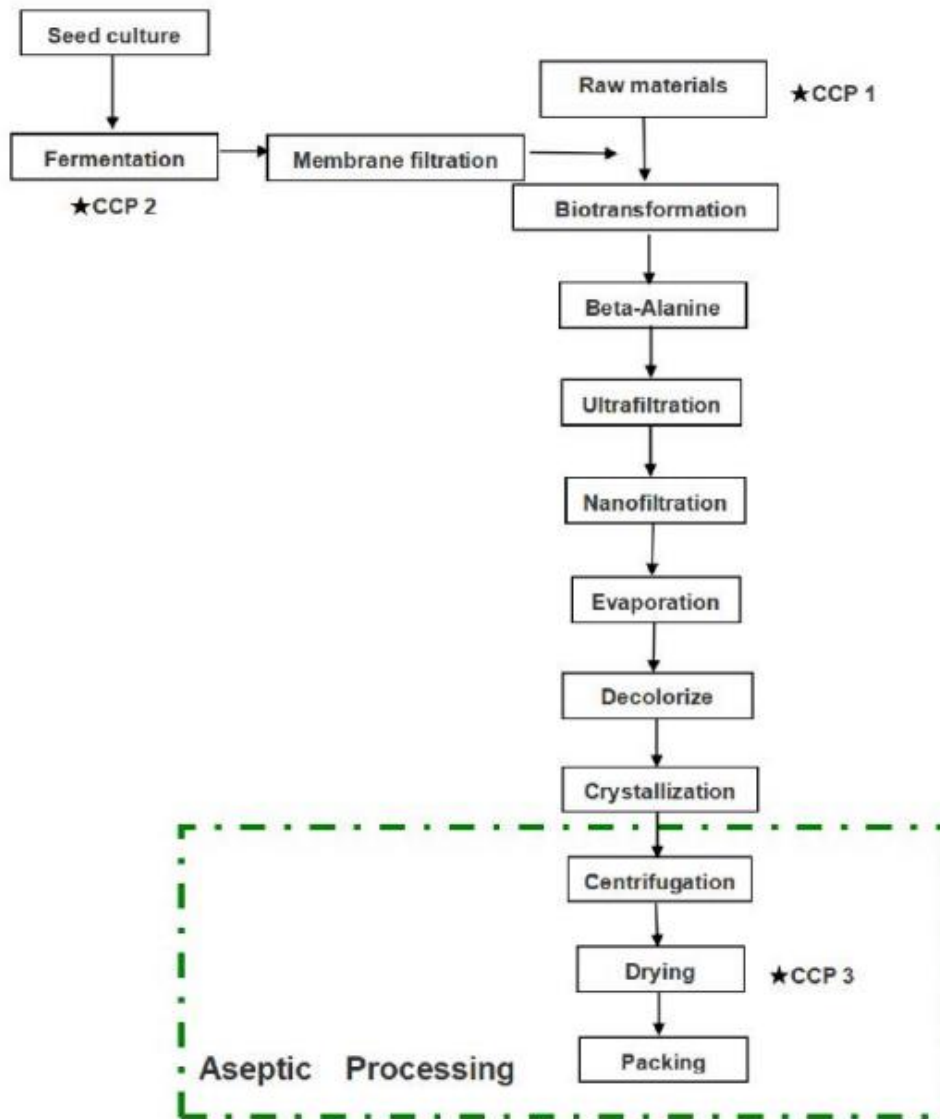 Seed culture
Raw materials
★CCP 1
Fermentation
Membrane filtration
★CCP 2
Biotransformation
Beta-Alanine
Ultrafiltration
Nanofiltration
Evaporation
Decolorize
Crystallization
Centrifugation
Drying
★CCP 3
Aseptic Processing
Packing